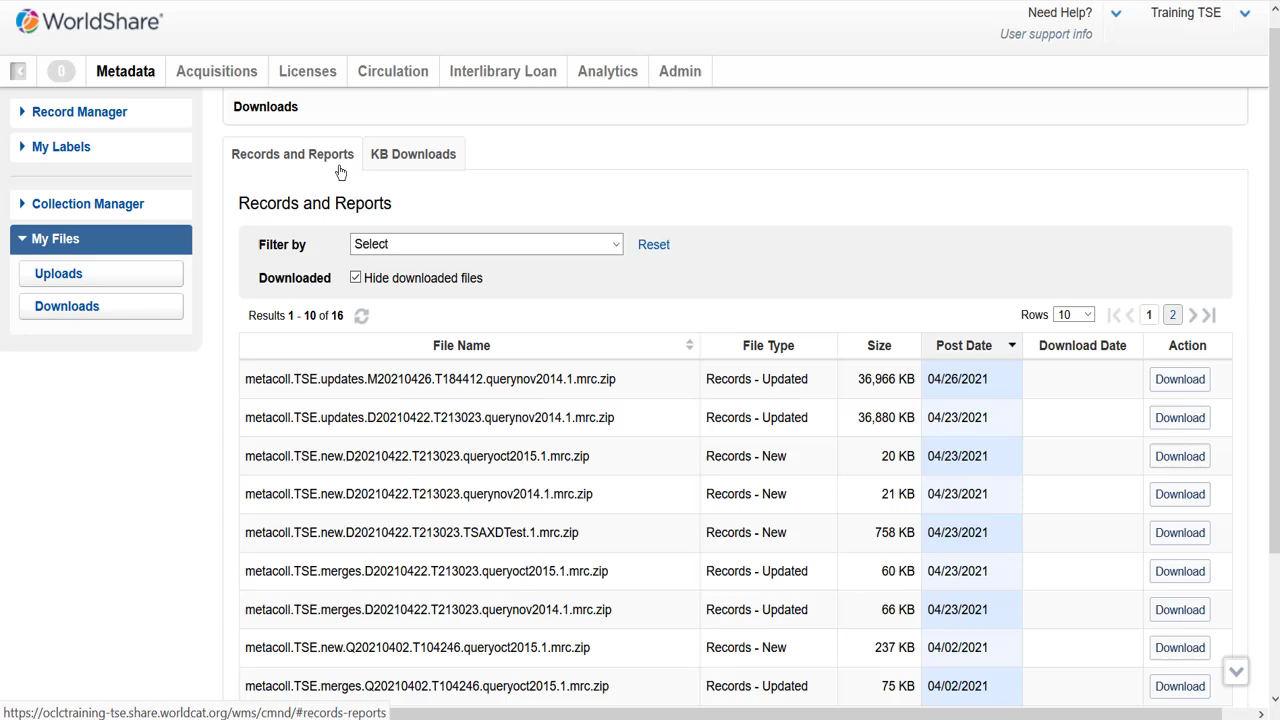 WorldShare®
Need Help?
Training TSE
User support info
0
Metadata
Acquisitions
Licenses
Circulation
Interlibrary Loan
Analytics
Admin
Record Manager
My Labels
Collection Manager
My Files
Uploads
Downloads
Downloads
Records and Reports
KB Downloads
Records and Reports
Filter by
Select
Reset
Downloaded
Hide downloaded files
Results 1 - 10 of 16
Rows 10 1 2
File Name File Type Size Post Date Download Date Action
metacoll.TSE.updates.M20210426.T184412.querynov2014.1.mrc.zip Records - Updated 36,966 KB 04/26/2021 Download
metacoll.TSE.updates.D20210422.T213023.querynov2014.1.mrc.zip Records - Updated 36,880 KB 04/23/2021 Download
metacoll.TSE.new.D20210422.T213023.queryoct2015.1.mrc.zip Records - New 20 KB 04/23/2021 Download
metacoll.TSE.new.D20210422.T213023.querynov2014.1.mrc.zip Records - New 21 KB 04/23/2021 Download
metacoll.TSE.new.D20210422.T213023.TSAXDTest.1.mrc.zip Records - New 758 KB 04/23/2021 Download
metacoll.TSE.merges.D20210422.T213023.queryoct2015.1.mrc.zip Records - Updated 60 KB 04/23/2021 Download
metacoll.TSE.merges.D20210422.T213023.querynov2014.1.mrc.zip Records - Updated 66 KB 04/23/2021 Download
metacoll.TSE.new.Q20210402.T104246.queryoct2015.1.mrc.zip Records - New 237 KB 04/02/2021 Download
metacoll.TSE.merges.Q20210402.T104246.queryoct2015.1.mrc.zip Records - Updated 75 KB 04/02/2021 Download
https://oclctraining-tse.share.worldcat.org/wms/cmnd/#records-reports